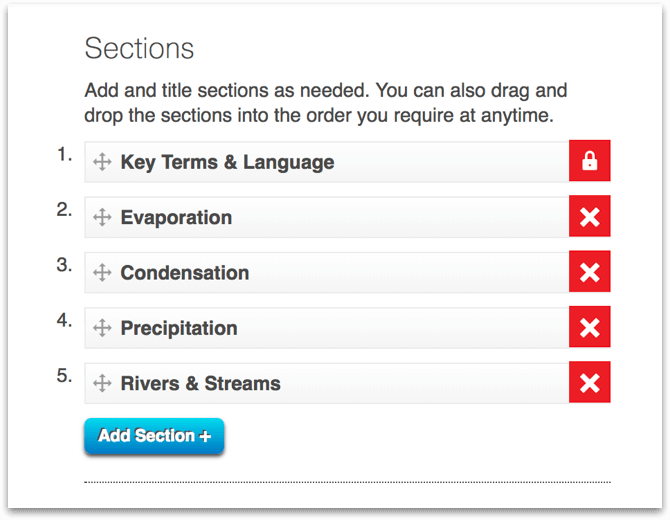 Sections
Add and title sections as needed. You can also drag and
drop the sections into the order you require at anytime.
1. Key Terms & Language
2. Evaporation
3. Condensation
4. Precipitation
5. Rivers & Streams
Add Section +